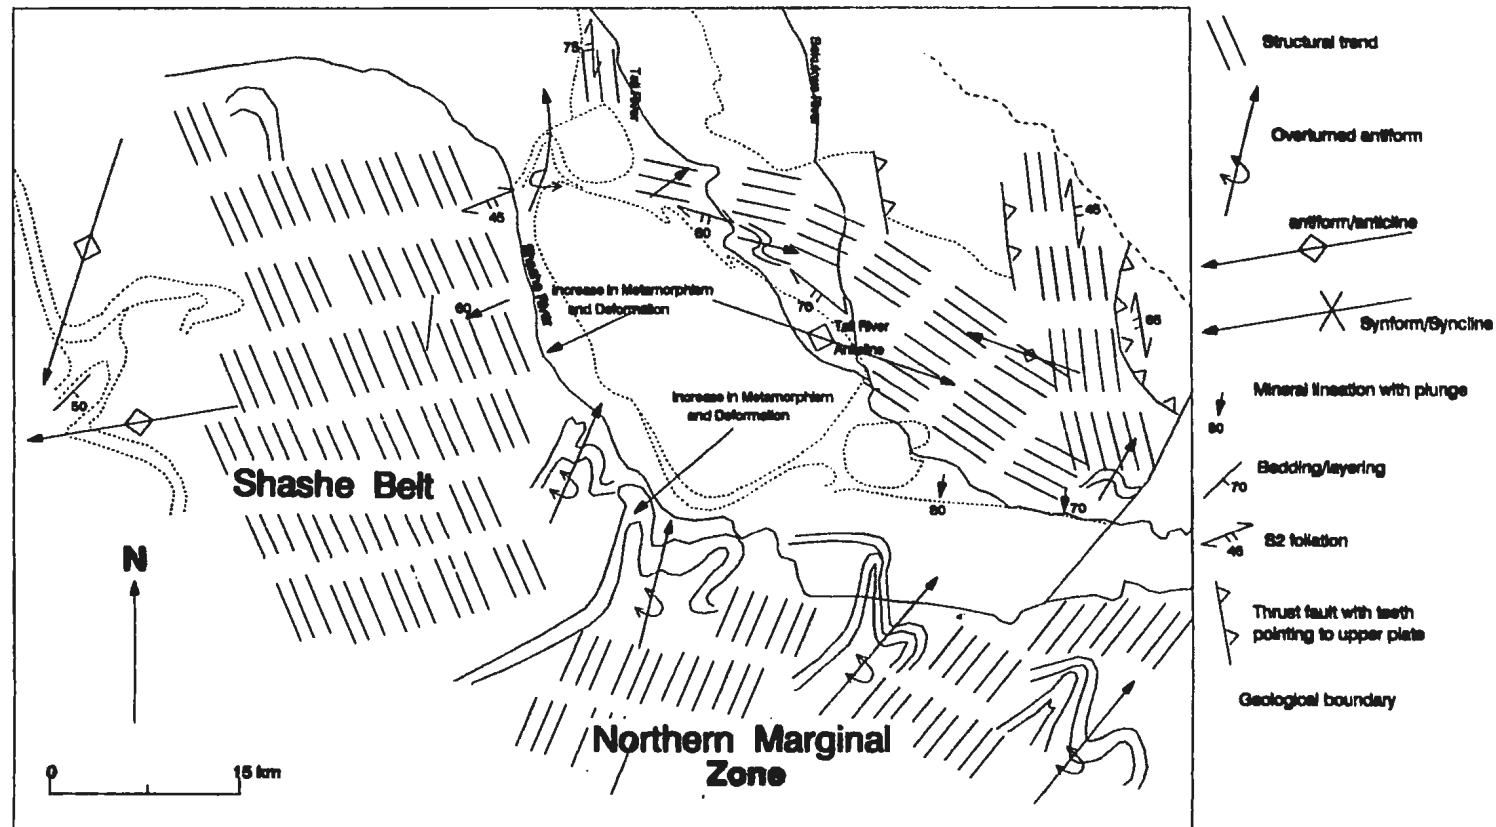 75
Tati River
Structural trend
Overturned antiform
45
45
antiform/anticline
60
Shashe River
Increase in Metamorphism
and Deformation
60
70
Tati River
Anticline
65
Synform/Syncline
50
Increase in Metamorphism
and Deformation
Mineral lineation with plunge
80
Shashe Belt
Bedding/layering
70
80
70
S2 foliation
45
N
Thrust fault with teeth
pointing to upper plate
Geological boundary
Northern Marginal
Zone
0
15 km